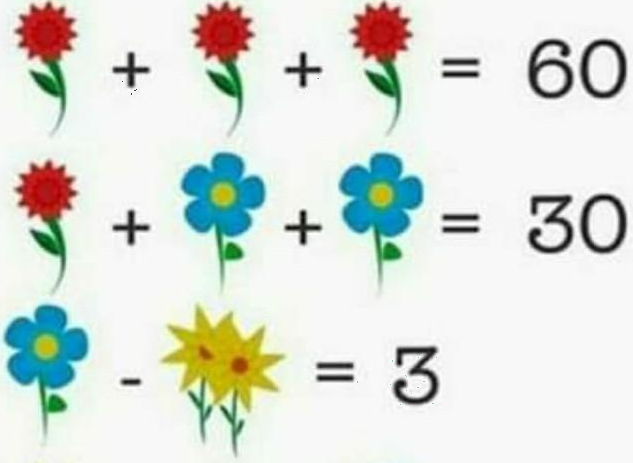 + + = 60
+ + = 30
- = 3